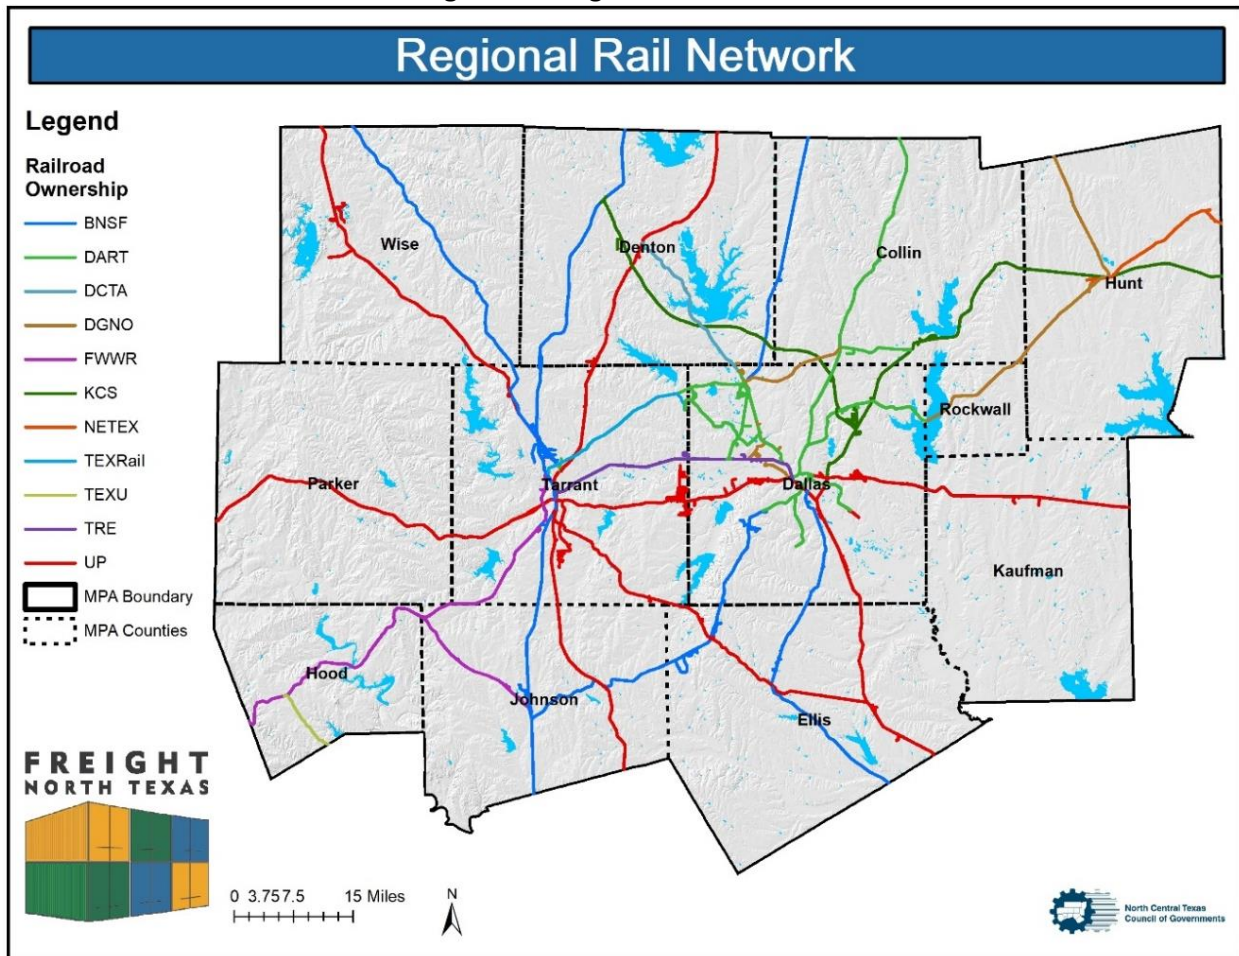 Regional Rail Network
Legend
Railroad
Ownership
BNSF
DART
DCTA
DGNO
FWWR
KCS
NETEX
TEXRail
TEXU
TRE
UP
MPA Boundary
MPA Counties
Wise
Denton
Collin
Hunt
Parker
Tarrant
Dallas
Rockwall
Kaufman
Hood
Johnson
Ellis
FREIGHT
NORTH TEXAS
0 3.75 7.5 15 Miles
N
North Central Texas
Council of Governments